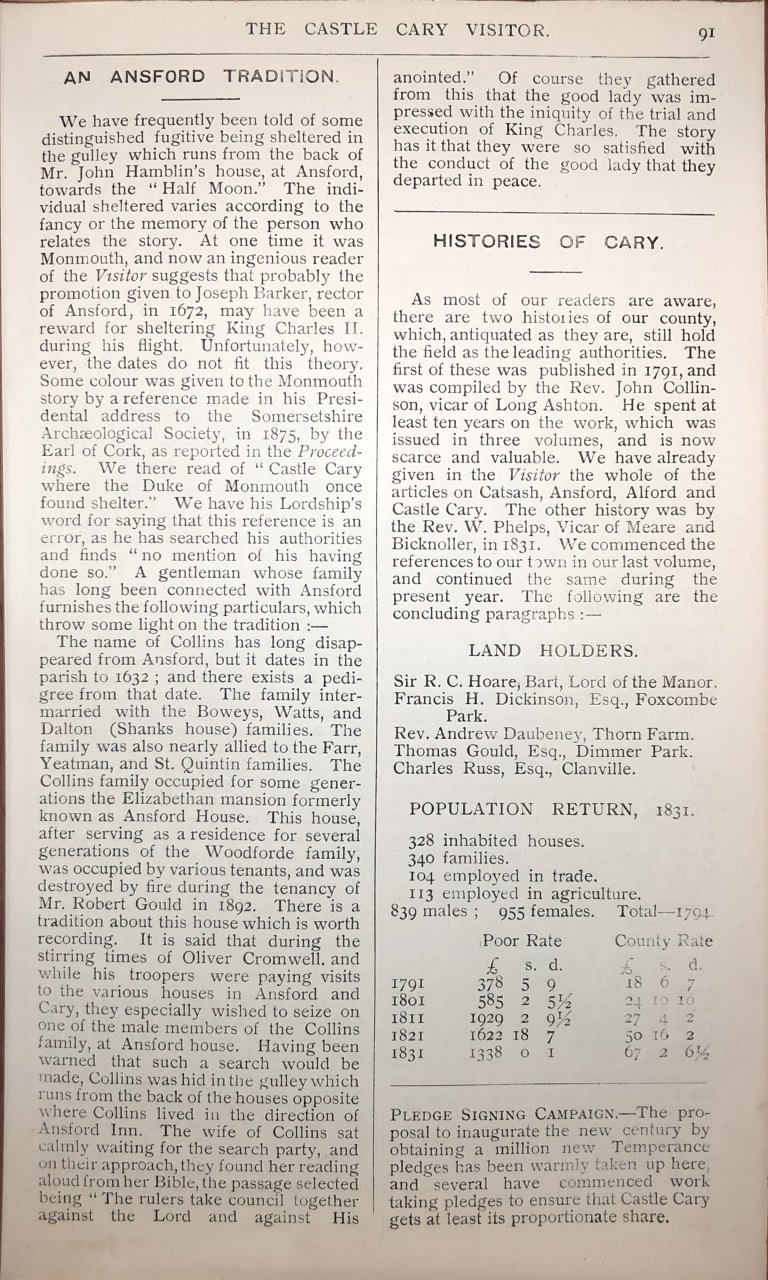 THE CASTLE CARY VISITOR. 91
AN ANSFORD TRADITION.
We have frequently been told of some
distinguished fugitive being sheltered in
the gulley which runs from the back of
Mr. John Hamblin's house, at Ansford,
towards the "Half Moon." The indi-
vidual sheltered varies according to the
fancy or the memory of the person who
relates the story. At one time it was
Monmouth, and now an ingenious reader
of the Visitor suggests that probably the
promotion given to Joseph Barker, rector
of Ansford, in 1672, may have been a
reward for sheltering King Charles II.
during his flight. Unfortunately, how-
ever, the dates do not fit this theory.
Some colour was given to the Monmouth
story by a reference made in his Presi-
dental address to the Somersetshire
Archæological Society, in 1875, by the
Earl of Cork, as reported in the Proceed-
ings. We there read of "Castle Cary
where the Duke of Monmouth once
found shelter." We have his Lordship's
word for saying that this reference is an
error, as he has searched his authorities
and finds "no mention of his having
done so." A gentleman whose family
has long been connected with Ansford
furnishes the following particulars, which
throw some light on the tradition :—
The name of Collins has long disap-
peared from Ansford, but it dates in the
parish to 1632 ; and there exists a pedi-
gree from that date. The family inter-
married with the Boweys, Watts, and
Dalton (Shanks house) families. The
family was also nearly allied to the Farr,
Yeatman, and St. Quintin families. The
Collins family occupied for some gener-
ations the Elizabethan mansion formerly
known as Ansford House. This house,
after serving as a residence for several
generations of the Woodforde family,
was occupied by various tenants, and was
destroyed by fire during the tenancy of
Mr. Robert Gould in 1892. There is a
tradition about this house which is worth
recording. It is said that during the
stirring times of Oliver Cromwell, and
while his troopers were paying visits
to the various houses in Ansford and
Cary, they especially wished to seize on
one of the male members of the Collins
family, at Ansford house. Having been
warned that such a search would be
made, Collins was hid in the gulley which
runs from the back of the houses opposite
where Collins lived in the direction of
Ansford Inn. The wife of Collins sat
calmly waiting for the search party, and
on their approach, they found her reading
aloud from her Bible, the passage selected
being "The rulers take council together
against the Lord and against His
anointed." Of course they gathered
from this that the good lady was im-
pressed with the iniquity of the trial and
execution of King Charles. The story
has it that they were so satisfied with
the conduct of the good lady that they
departed in peace.
HISTORIES OF CARY.
As most of our readers are aware,
there are two histories of our county,
which, antiquated as they are, still hold
the field as the leading authorities. The
first of these was published in 1791, and
was compiled by the Rev. John Collin-
son, vicar of Long Ashton. He spent at
least ten years on the work, which was
issued in three volumes, and is now
scarce and valuable. We have already
given in the Visitor the whole of the
articles on Catsash, Ansford, Alford and
Castle Cary. The other history was by
the Rev. W. Phelps, Vicar of Meare and
Bicknoller, in 1831. We commenced the
references to our town in our last volume,
and continued the same during the
present year. The following are the
concluding paragraphs :—
LAND HOLDERS.
Sir R. C. Hoare, Bart, Lord of the Manor.
Francis H. Dickinson, Esq., Foxcombe
Park.
Rev. Andrew Daubeney, Thorn Farm.
Thomas Gould, Esq., Dimmer Park.
Charles Russ, Esq., Clanville.
POPULATION RETURN, 1831.
328 inhabited houses.
340 families.
104 employed in trade.
113 employed in agriculture.
839 males ; 955 females. Total—1794.
Poor Rate County Rate
£ s. d. £ s. d.
1791 378 5 9 18 6 7
1801 585 2 5½ 24 10 10
1811 1929 2 9½ 27 4 2
1821 1622 18 7 50 16 2
1831 1338 0 1 67 2 6½
PLEDGE SIGNING CAMPAIGN.—The pro-
posal to inaugurate the new century by
obtaining a million new Temperance
pledges has been warmly taken up here,
and several have commenced work
taking pledges to ensure that Castle Cary
gets at least its proportionate share.